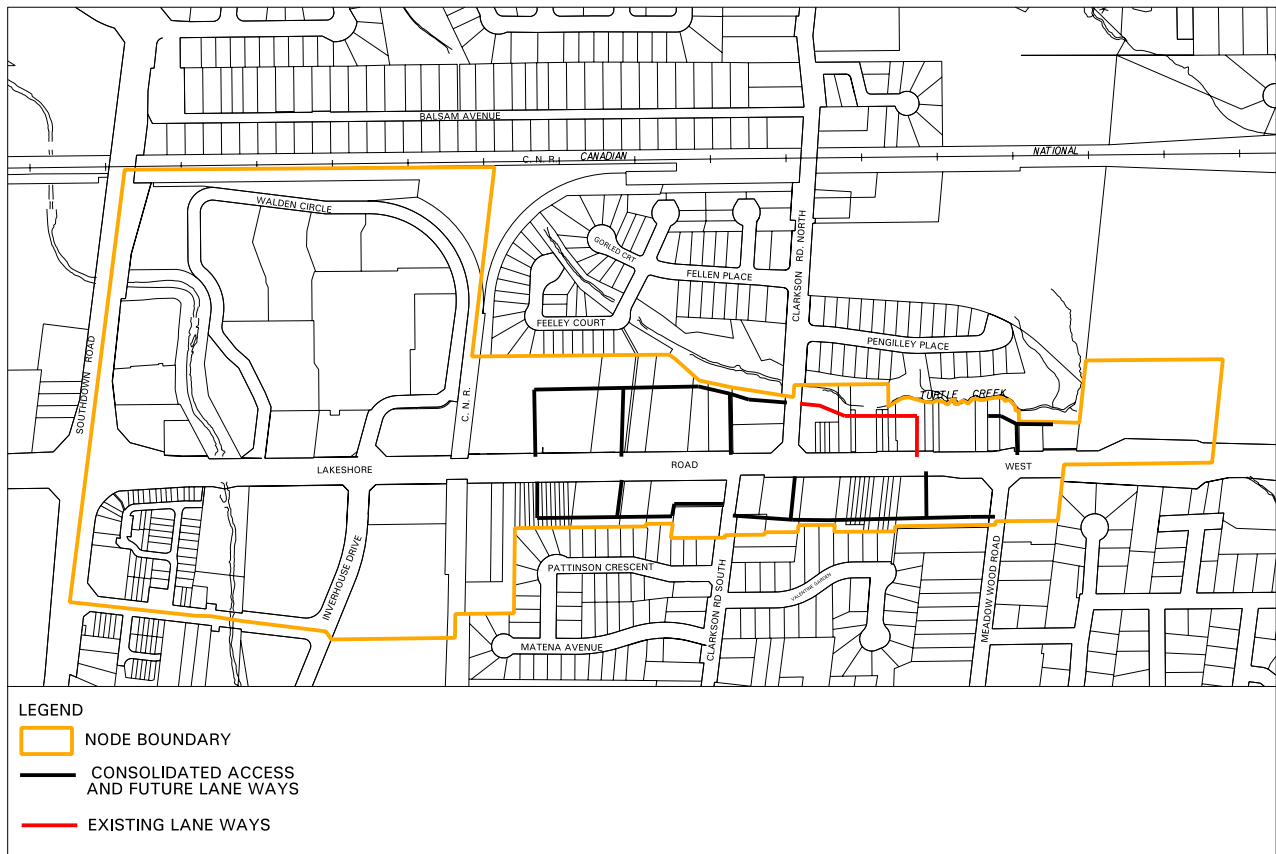 BALSAM AVENUE
C. N. R.
CANADIAN
NATIONAL
WALDEN CIRCLE
GORLED CRT
FELLEN PLACE
CLARKSON RD. NORTH
FEELEY COURT
PENGILLEY PLACE
SOUTHDOWN ROAD
C. N. R.
TURTLE CREEK
LAKESHORE
ROAD
WEST
INVERHOUSE DRIVE
PATTINSON CRESCENT
VALENTINE GARDEN
CLARKSON RD SOUTH
MEADOW WOOD ROAD
MATENA AVENUE
LEGEND
NODE BOUNDARY
CONSOLIDATED ACCESS
AND FUTURE LANE WAYS
EXISTING LANE WAYS